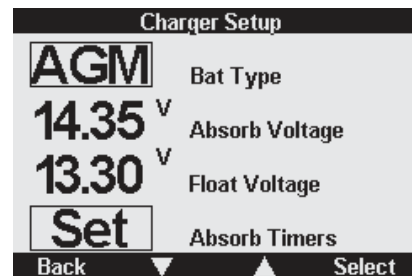 Charger Setup
AGM Bat Type
14.35 V Absorb Voltage
13.30 V Float Voltage
Set Absorb Timers
Back Select